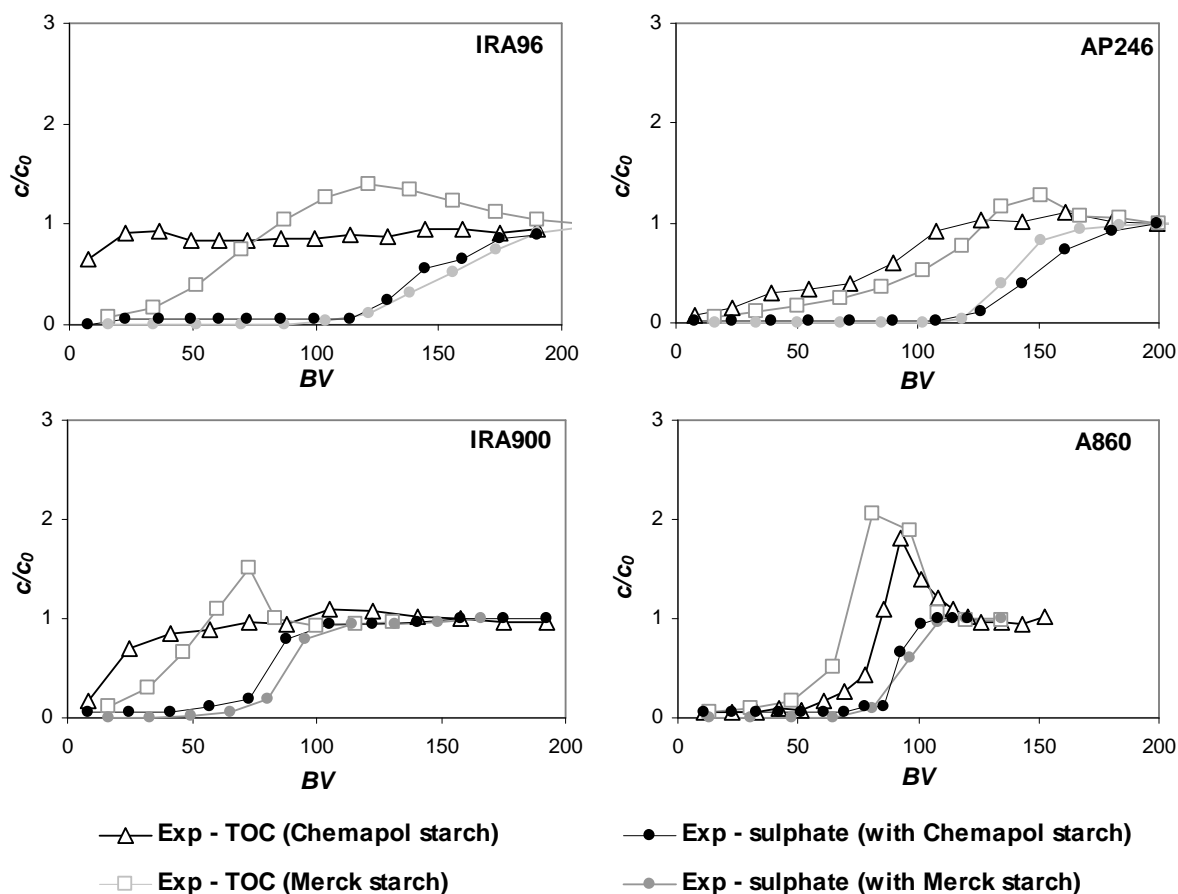 IRA96
3
2
1
0
c/c0
0 50 100 150 200
BV
AP246
3
2
1
0
c/c0
0 50 100 150 200
BV
IRA900
3
2
1
0
c/c0
0 50 100 150 200
BV
A860
3
2
1
0
c/c0
0 50 100 150 200
BV
Exp - TOC (Chemapol starch)
Exp - sulphate (with Chemapol starch)
Exp - TOC (Merck starch)
Exp - sulphate (with Merck starch)